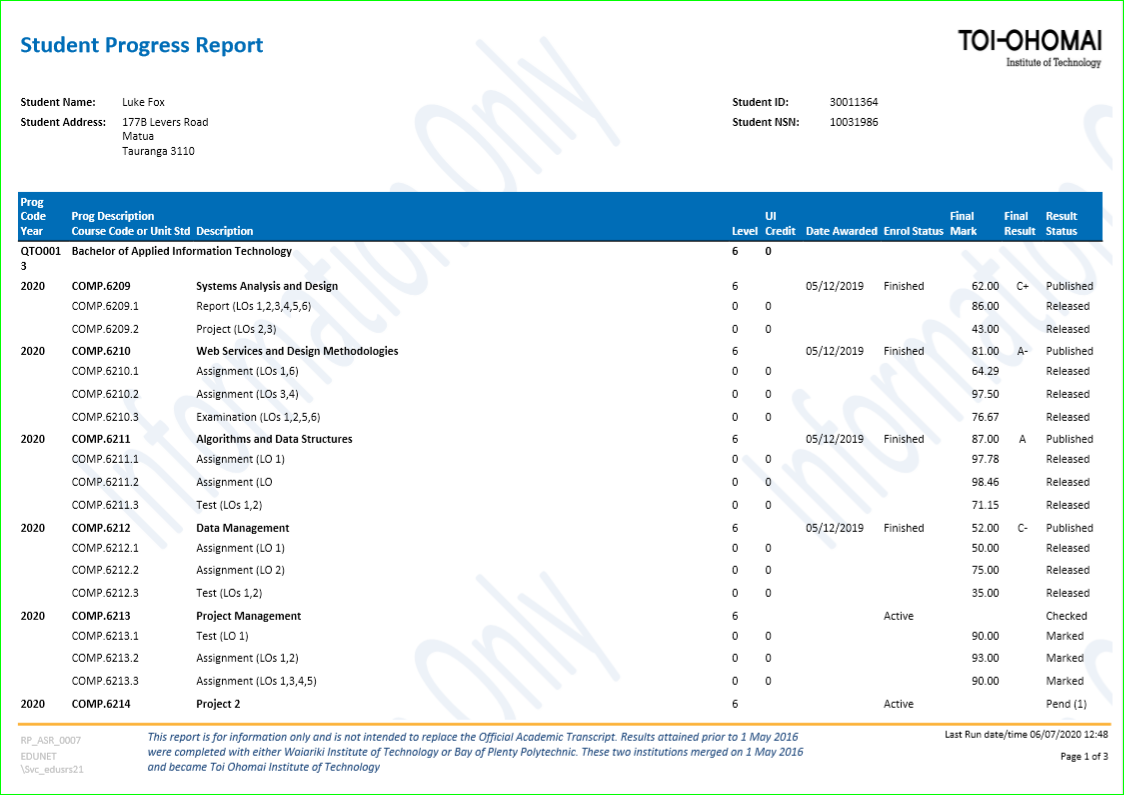 Student Progress Report
TOI-OHOMAI
Institute of Technology
Student Name: Luke Fox
Student ID: 30011364
Student Address: 177B Levers Road
Student NSN: 10031986
Matua
Tauranga 3110
Prog
Code Prog Description UI Final Final Result
Year Course Code or Unit Std Description Level Credit Date Awarded Enrol Status Mark Result Status
QTO001 Bachelor of Applied Information Technology 6 0
3
2020 COMP.6209 Systems Analysis and Design 6 05/12/2019 Finished 62.00 C+ Published
COMP.6209.1 Report (LOs 1,2,3,4,5,6) 0 0 86.00 Released
COMP.6209.2 Project (LOs 2,3) 0 0 43.00 Released
2020 COMP.6210 Web Services and Design Methodologies 6 05/12/2019 Finished 81.00 A- Published
COMP.6210.1 Assignment (LOs 1,6) 0 0 64.29 Released
COMP.6210.2 Assignment (LOs 3,4) 0 0 97.50 Released
COMP.6210.3 Examination (LOs 1,2,5,6) 0 0 76.67 Released
2020 COMP.6211 Algorithms and Data Structures 6 05/12/2019 Finished 87.00 A Published
COMP.6211.1 Assignment (LO 1) 0 0 97.78 Released
COMP.6211.2 Assignment (LO 0 0 98.46 Released
COMP.6211.3 Test (LOs 1,2) 0 0 71.15 Released
2020 COMP.6212 Data Management 6 05/12/2019 Finished 52.00 C- Published
COMP.6212.1 Assignment (LO 1) 0 0 50.00 Released
COMP.6212.2 Assignment (LO 2) 0 0 75.00 Released
COMP.6212.3 Test (LOs 1,2) 0 0 35.00 Released
2020 COMP.6213 Project Management 6 Active Checked
COMP.6213.1 Test (LO 1) 0 0 90.00 Marked
COMP.6213.2 Assignment (LOs 1,2) 0 0 93.00 Marked
COMP.6213.3 Assignment (LOs 1,3,4,5) 0 0 90.00 Marked
2020 COMP.6214 Project 2 6 Active Pend (1)
Information Only
Information Only
RP_ASR_0007
EDUNET
\Svc_edusrs21
This report is for information only and is not intended to replace the Official Academic Transcript. Results attained prior to 1 May 2016
were completed with either Waiariki Institute of Technology or Bay of Plenty Polytechnic. These two institutions merged on 1 May 2016
and became Toi Ohomai Institute of Technology
Last Run date/time 06/07/2020 12:48
Page 1 of 3